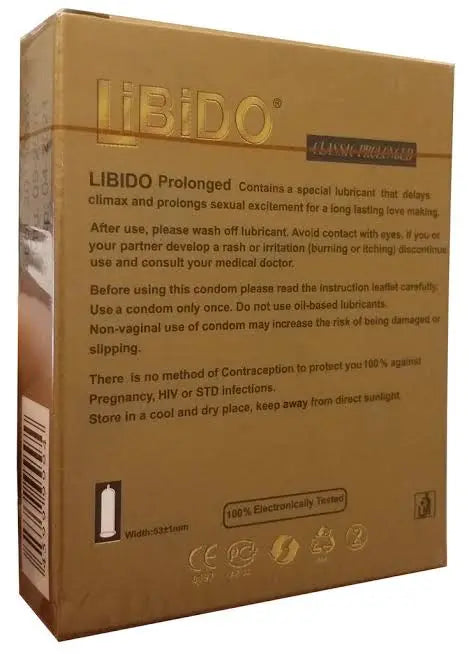 LiBiDO®
CLASSIC PROLONGED
LIBIDO Prolonged Contains a special lubricant that delays
climax and prolongs sexual excitement for a long lasting love making.
After use, please wash off lubricant. Avoid contact with eyes. If you or
your partner develop a rash or irritation (burning or itching) discontinue
use and consult your medical doctor.
Before using this condom please read the instruction leaflet carefully.
Use a condom only once. Do not use oil-based lubricants.
Non-vaginal use of condom may increase the risk of being damaged or
slipping.
There is no method of Contraception to protect you 100% against
Pregnancy, HIV or STD infections.
Store in a cool and dry place, keep away from direct sunlight.
100% Electronically Tested
Width:53±1mm
CE
2